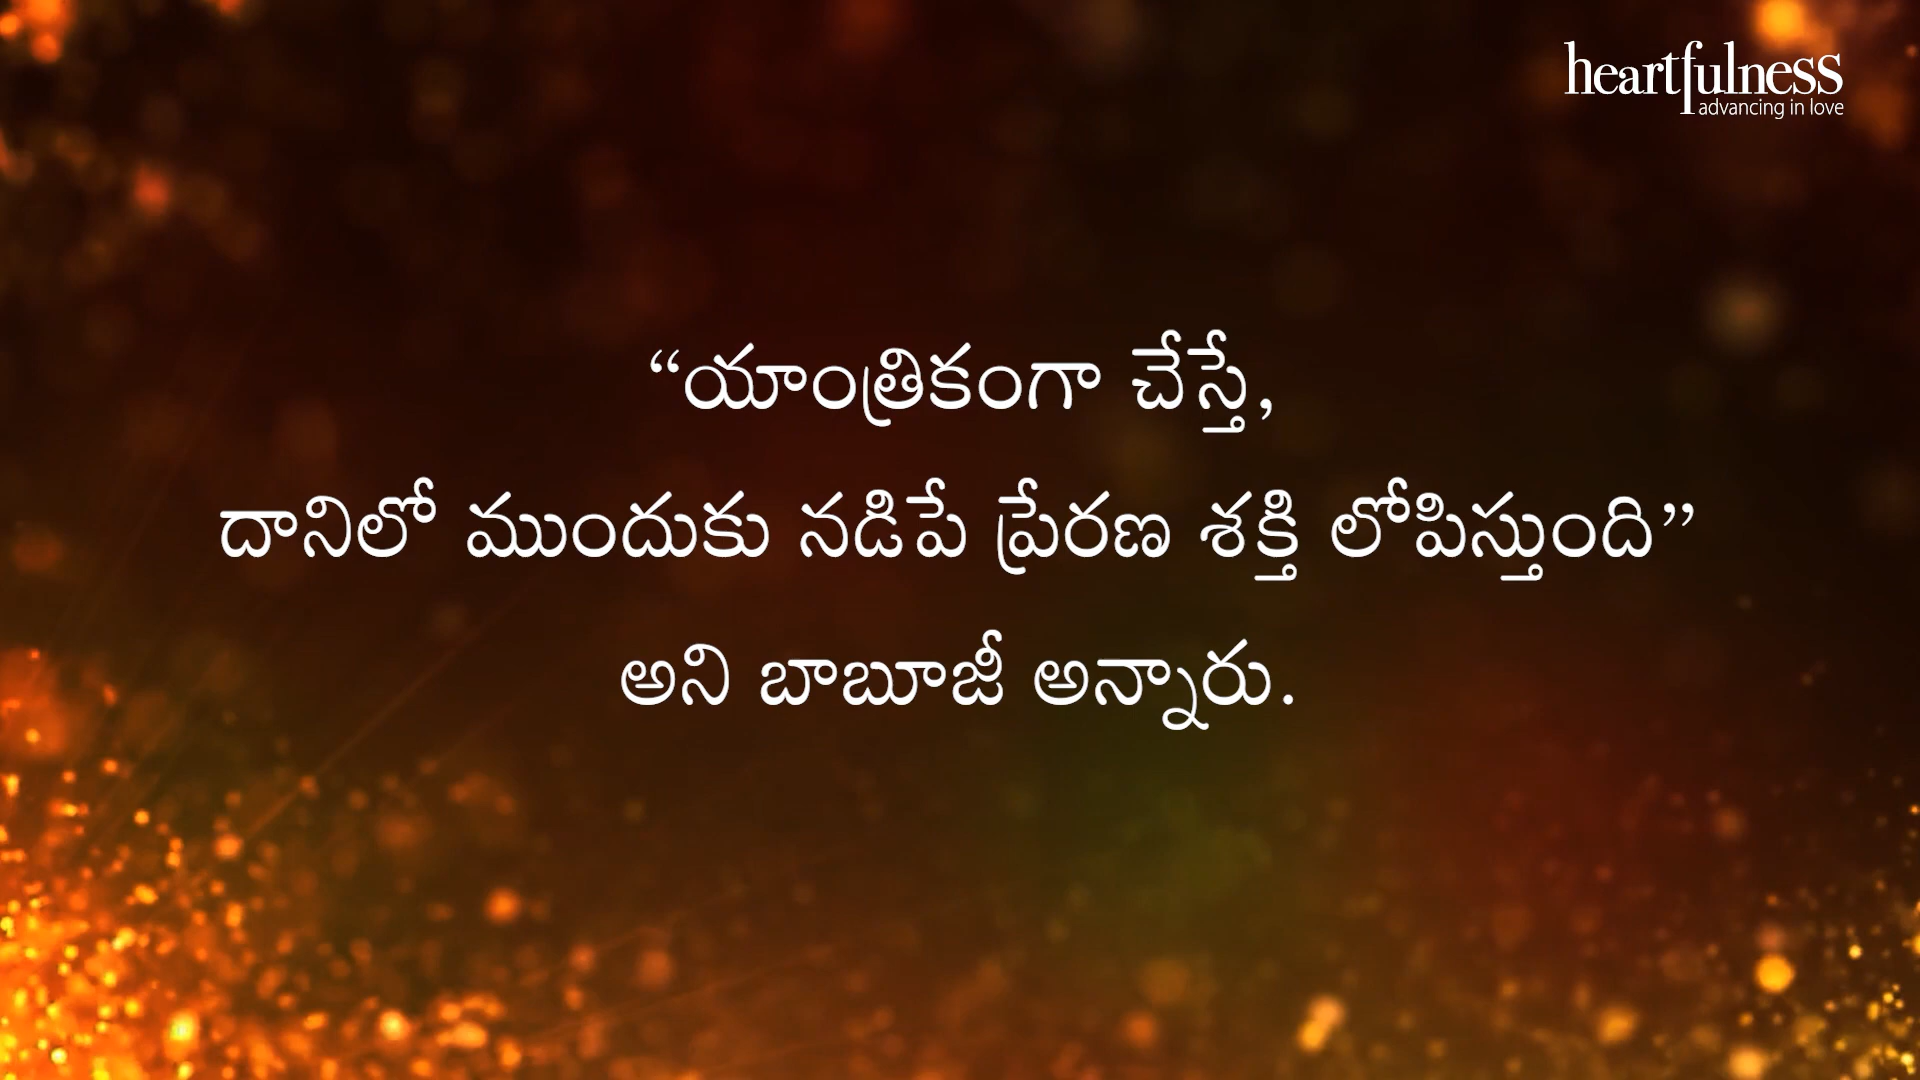 heartfulness
advancing in love
“యాంత్రికంగా చేస్తే,
దానిలో ముందుకు నడిపే ప్రేరణ శక్తి లోపిస్తుంది”
అని బాబూజీ అన్నారు.